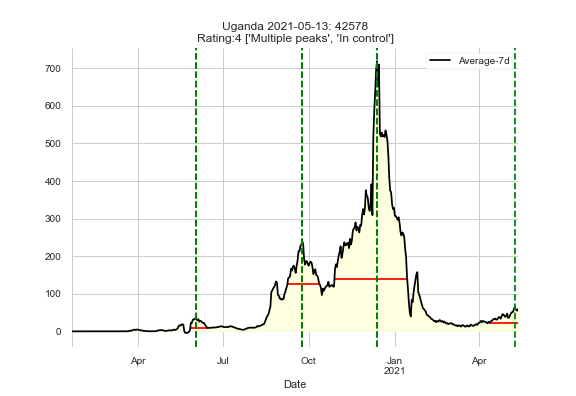 Uganda 2021-05-13: 42578
Rating:4 ['Multiple peaks', 'In control']
Average-7d
700
600
500
400
300
200
100
0
Apr
Jul
Oct
Jan
2021
Apr
Date